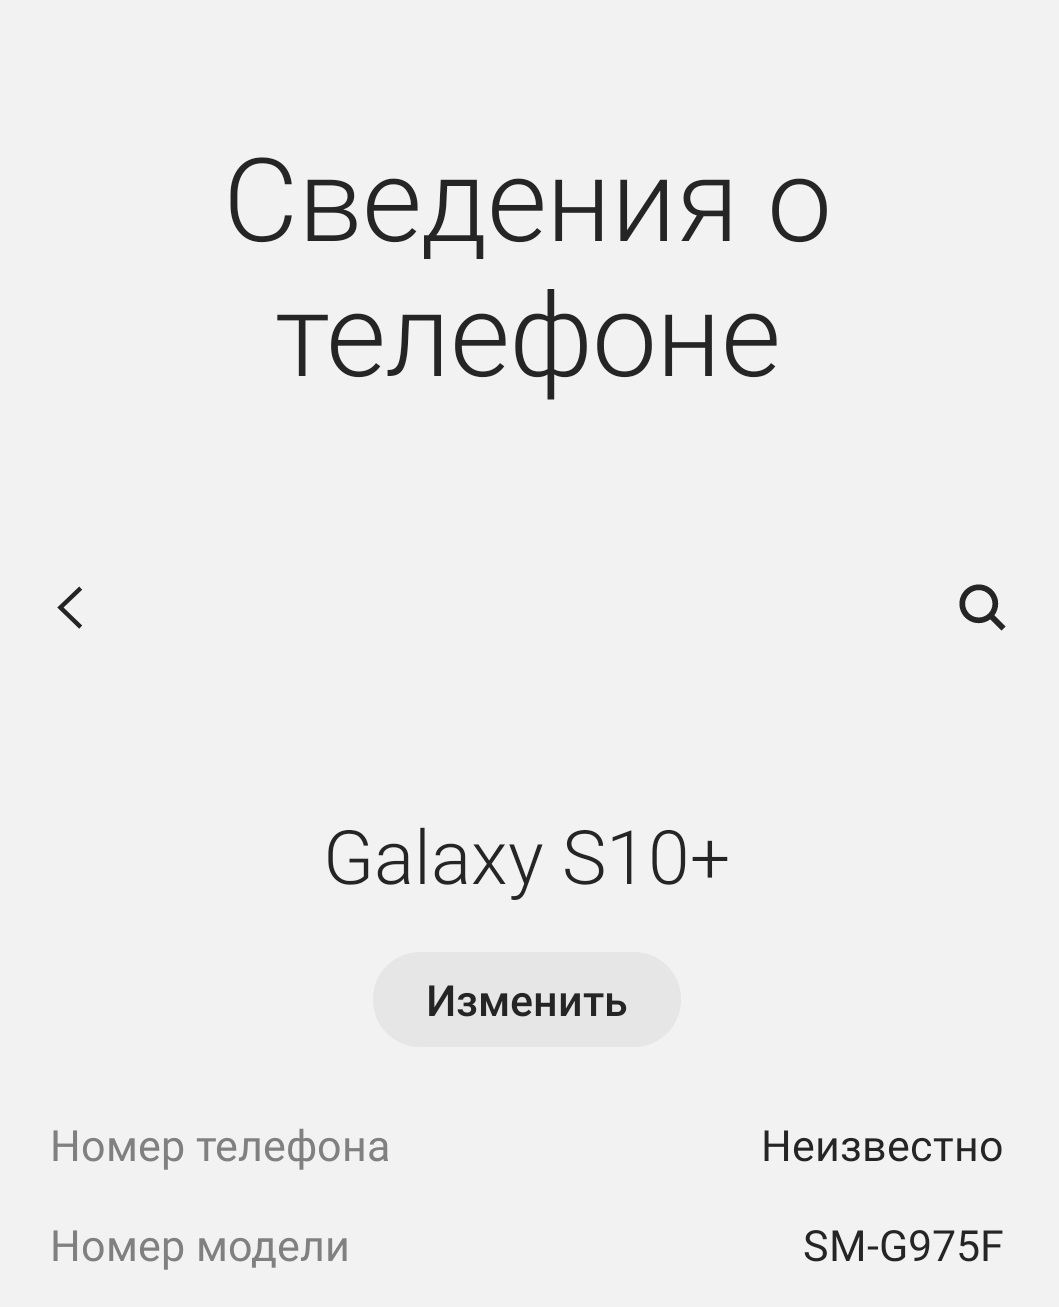 Сведения о
телефоне
Galaxy S10+
Изменить
Номер телефона Неизвестно
Номер модели SM-G975F